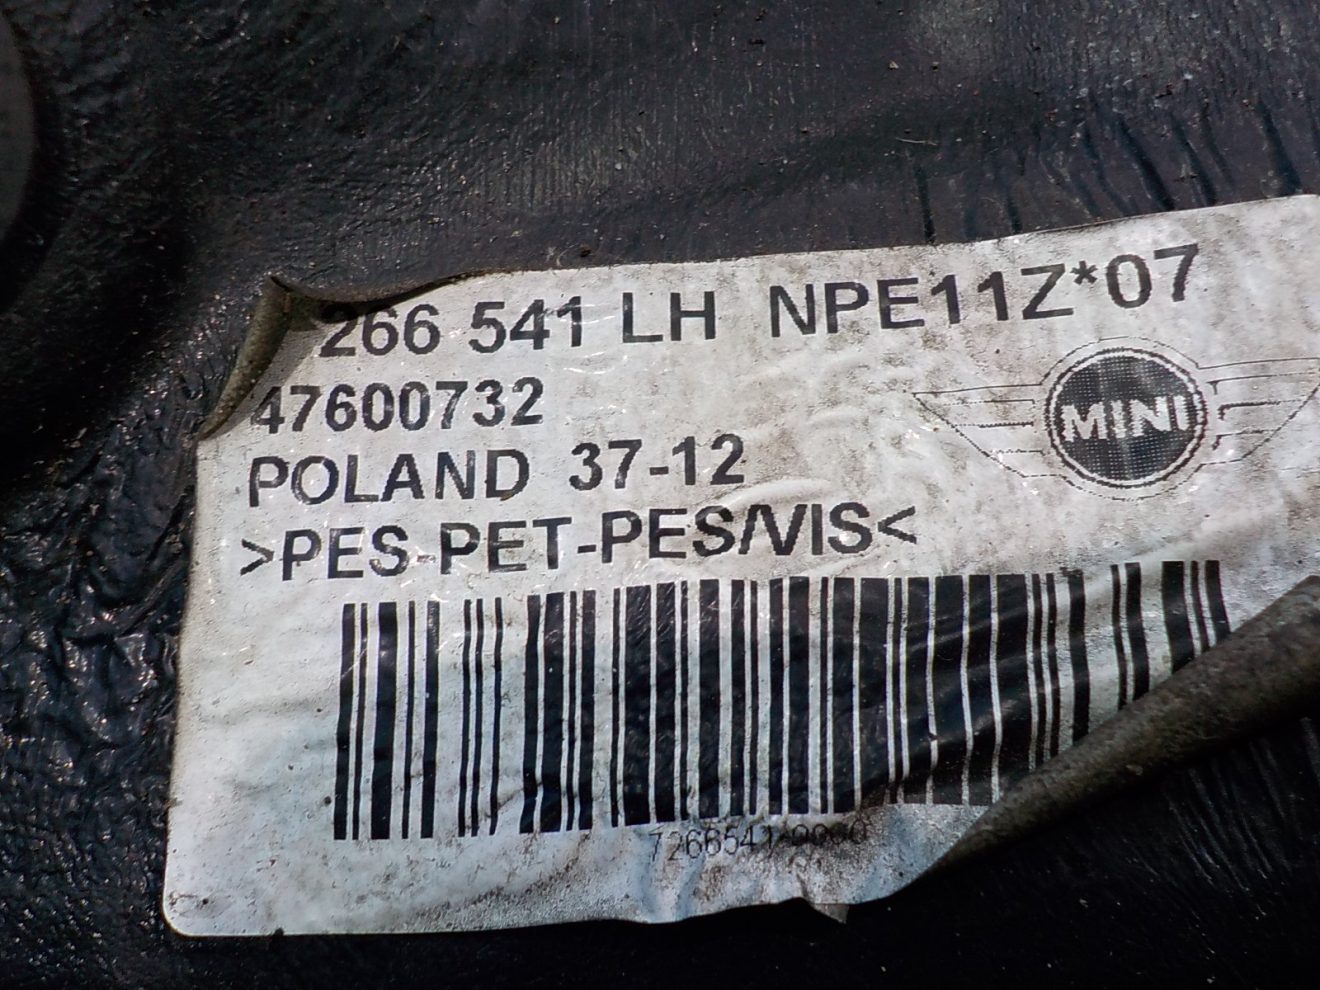 266 541 LH NPE11Z*07
47600732
POLAND 37-12
MINI
>PES-PET-PES/VIS<